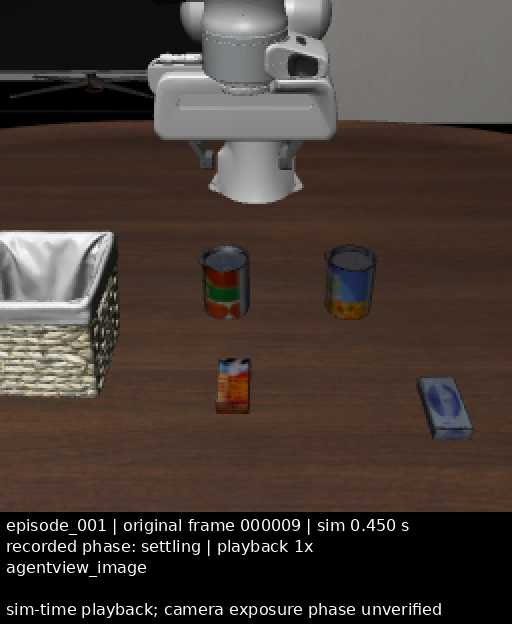 episode_001 | original frame 000009 | sim 0.450 s
recorded phase: settling | playback 1x
agentview_image
sim-time playback; camera exposure phase unverified